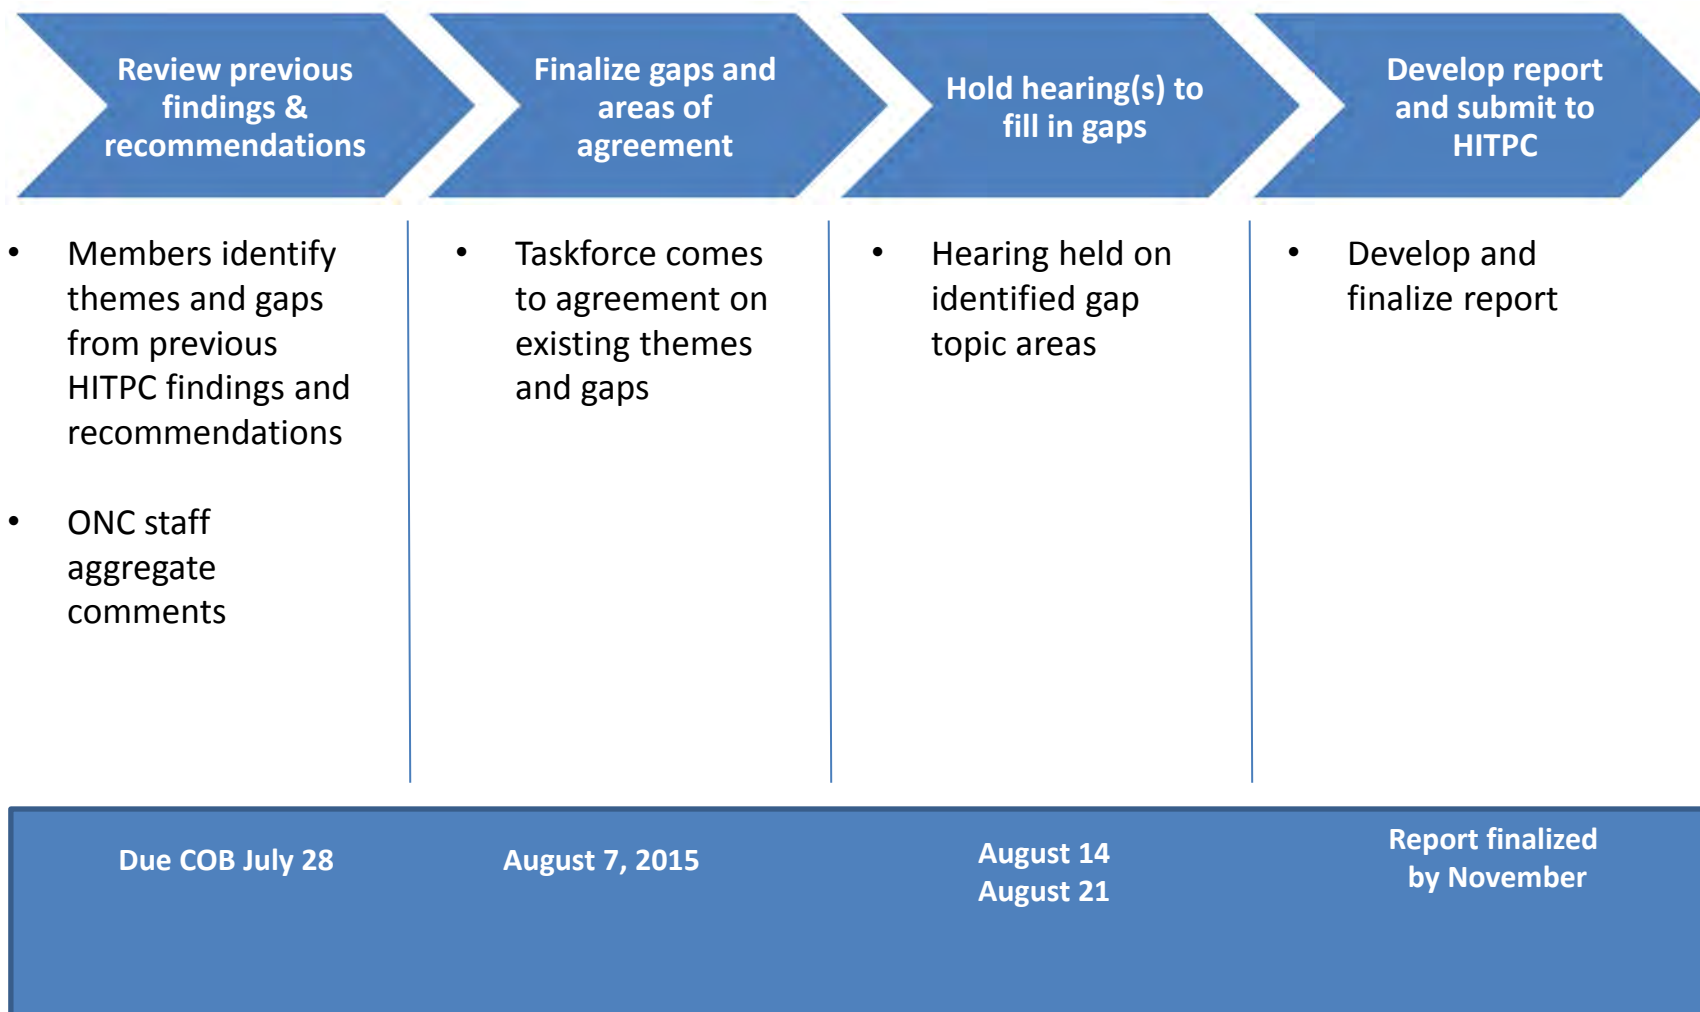 Review previous
findings &
recommendations
Finalize gaps and
areas of
agreement
Hold hearing(s) to
fill in gaps
Develop report
and submit to
HITPC
• Members identify
themes and gaps
from previous
HITPC findings and
recommendations
• ONC staff
aggregate
comments
• Taskforce comes
to agreement on
existing themes
and gaps
• Hearing held on
identified gap
topic areas
• Develop and
finalize report
Due COB July 28
August 7, 2015
August 14
August 21
Report finalized
by November